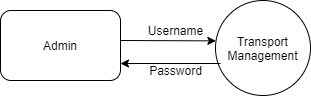 Username
Admin
Transport
Management
Password